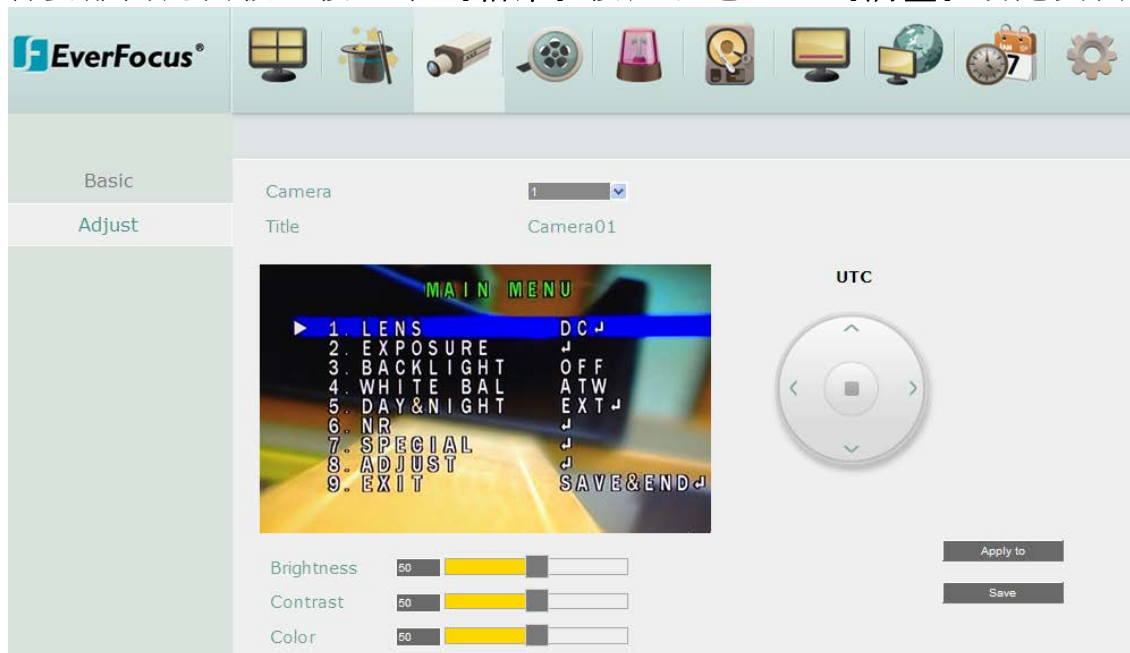 EverFocus®
7
Basic
Adjust
Camera 1
Title Camera01
UTC
MAIN MENU
1. LENS DC↲
2. EXPOSURE ↲
3. BACKLIGHT OFF
4. WHITE BAL ATW
5. DAY&NIGHT EXT↲
6. NR ↲
7. SPECIAL ↲
8. ADJUST ↲
9. EXIT SAVE&END↲
Apply to
Save
Brightness 50
Contrast 50
Color 50